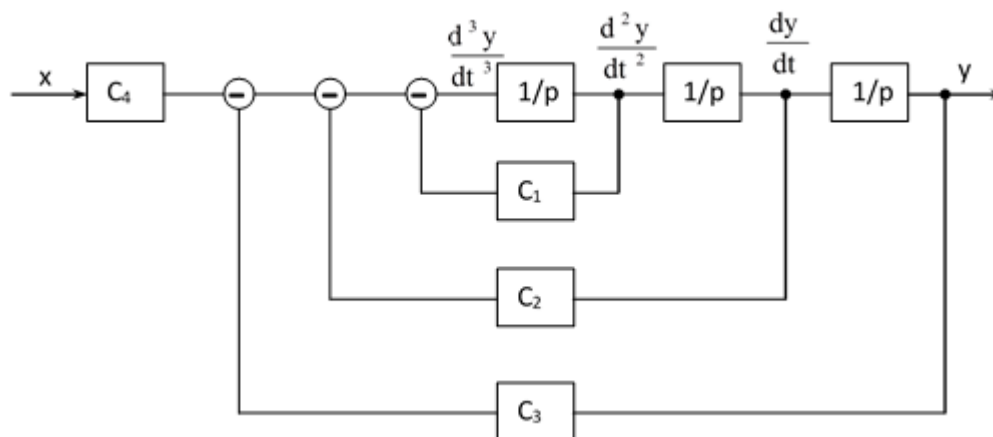 d³y/dt³ d²y/dt² dy/dt
x C₄ − − − 1/p 1/p 1/p y
C₁
C₂
C₃